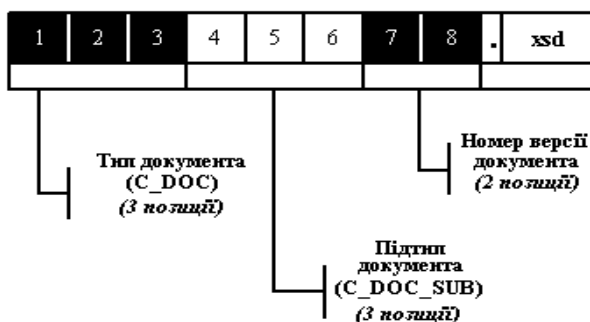 1 2 3 4 5 6 7 8 . xsd
Тип документа
(C_DOC)
(3 позиції)
Номер версії
документа
(2 позиції)
Підтип
документа
(C_DOC_SUB)
(3 позиції)